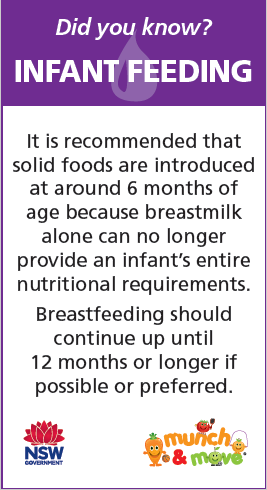 Did you know?
INFANT FEEDING
It is recommended that
solid foods are introduced
at around 6 months of
age because breastmilk
alone can no longer
provide an infant's entire
nutritional requirements.
Breastfeeding should
continue up until
12 months or longer if
possible or preferred.
NSW
GOVERNMENT
munch
& move